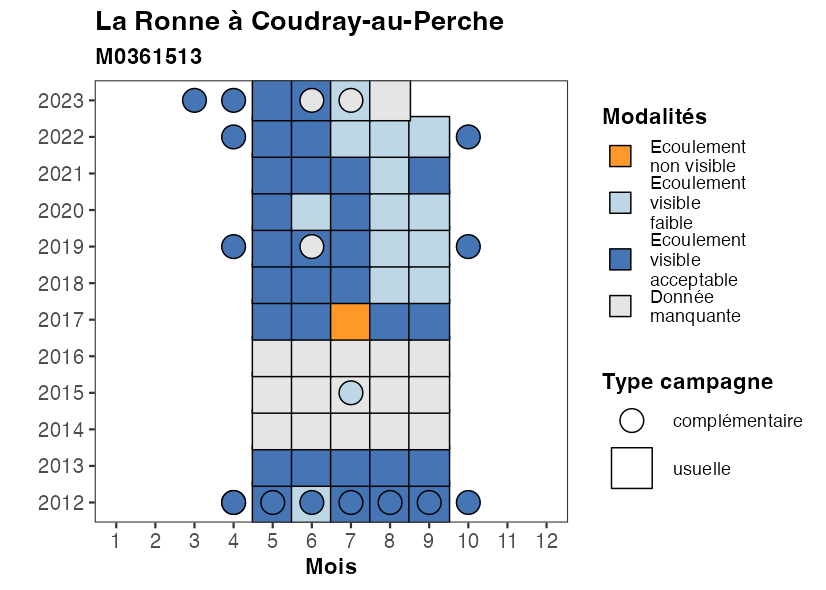 La Ronne à Coudray-au-Perche
M0361513
2023
2022
2021
2020
2019
2018
2017
2016
2015
2014
2013
2012
1 2 3 4 5 6 7 8 9 10 11 12
Mois
Modalités
Ecoulement
non visible
Ecoulement
visible
faible
Ecoulement
visible
acceptable
Donnée
manquante
Type campagne
complémentaire
usuelle